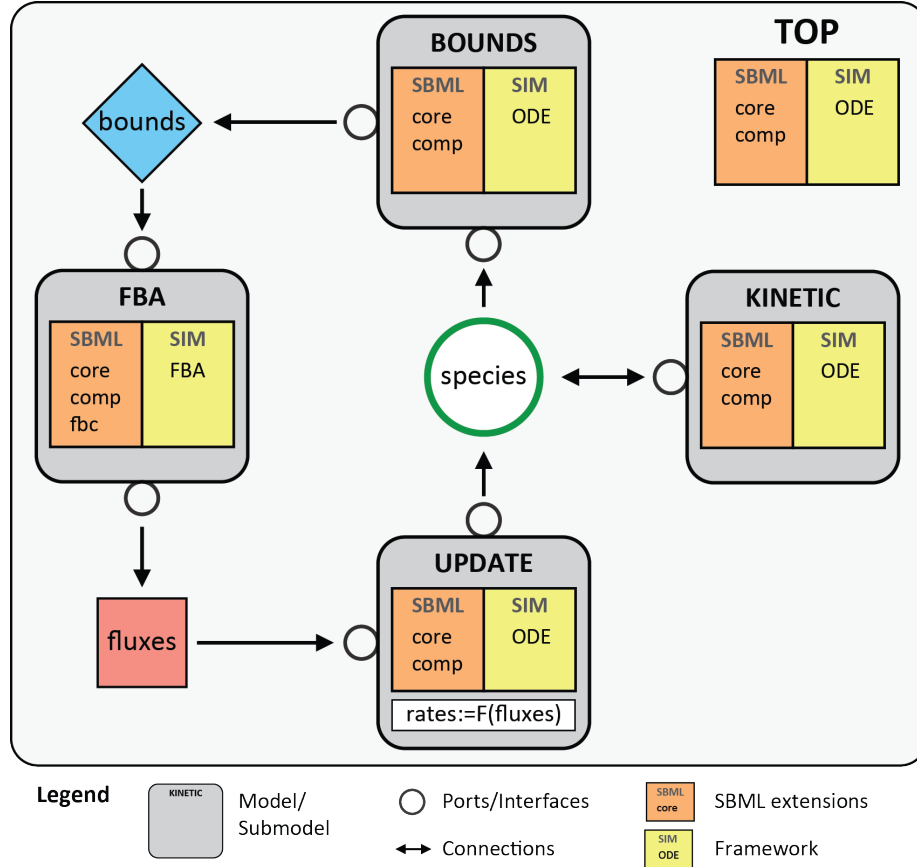 BOUNDS
SBML
core
comp
SIM
ODE
TOP
SBML
core
comp
SIM
ODE
bounds
FBA
SBML
core
comp
fbc
SIM
FBA
species
KINETIC
SBML
core
comp
SIM
ODE
fluxes
UPDATE
SBML
core
comp
SIM
ODE
rates:=F(fluxes)
Legend
KINETIC
Model/
Submodel
Ports/Interfaces
Connections
SBML
core
SBML extensions
SIM
ODE
Framework